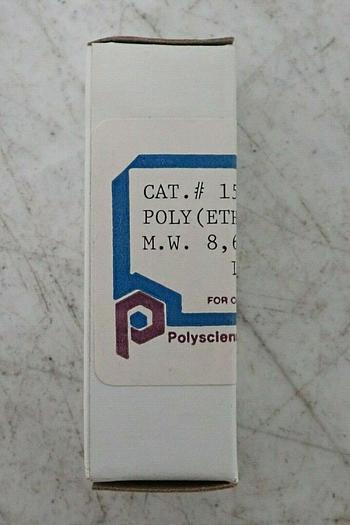 CAT.# 15
POLY(ETH
M.W. 8,6
FOR C
Polyscien